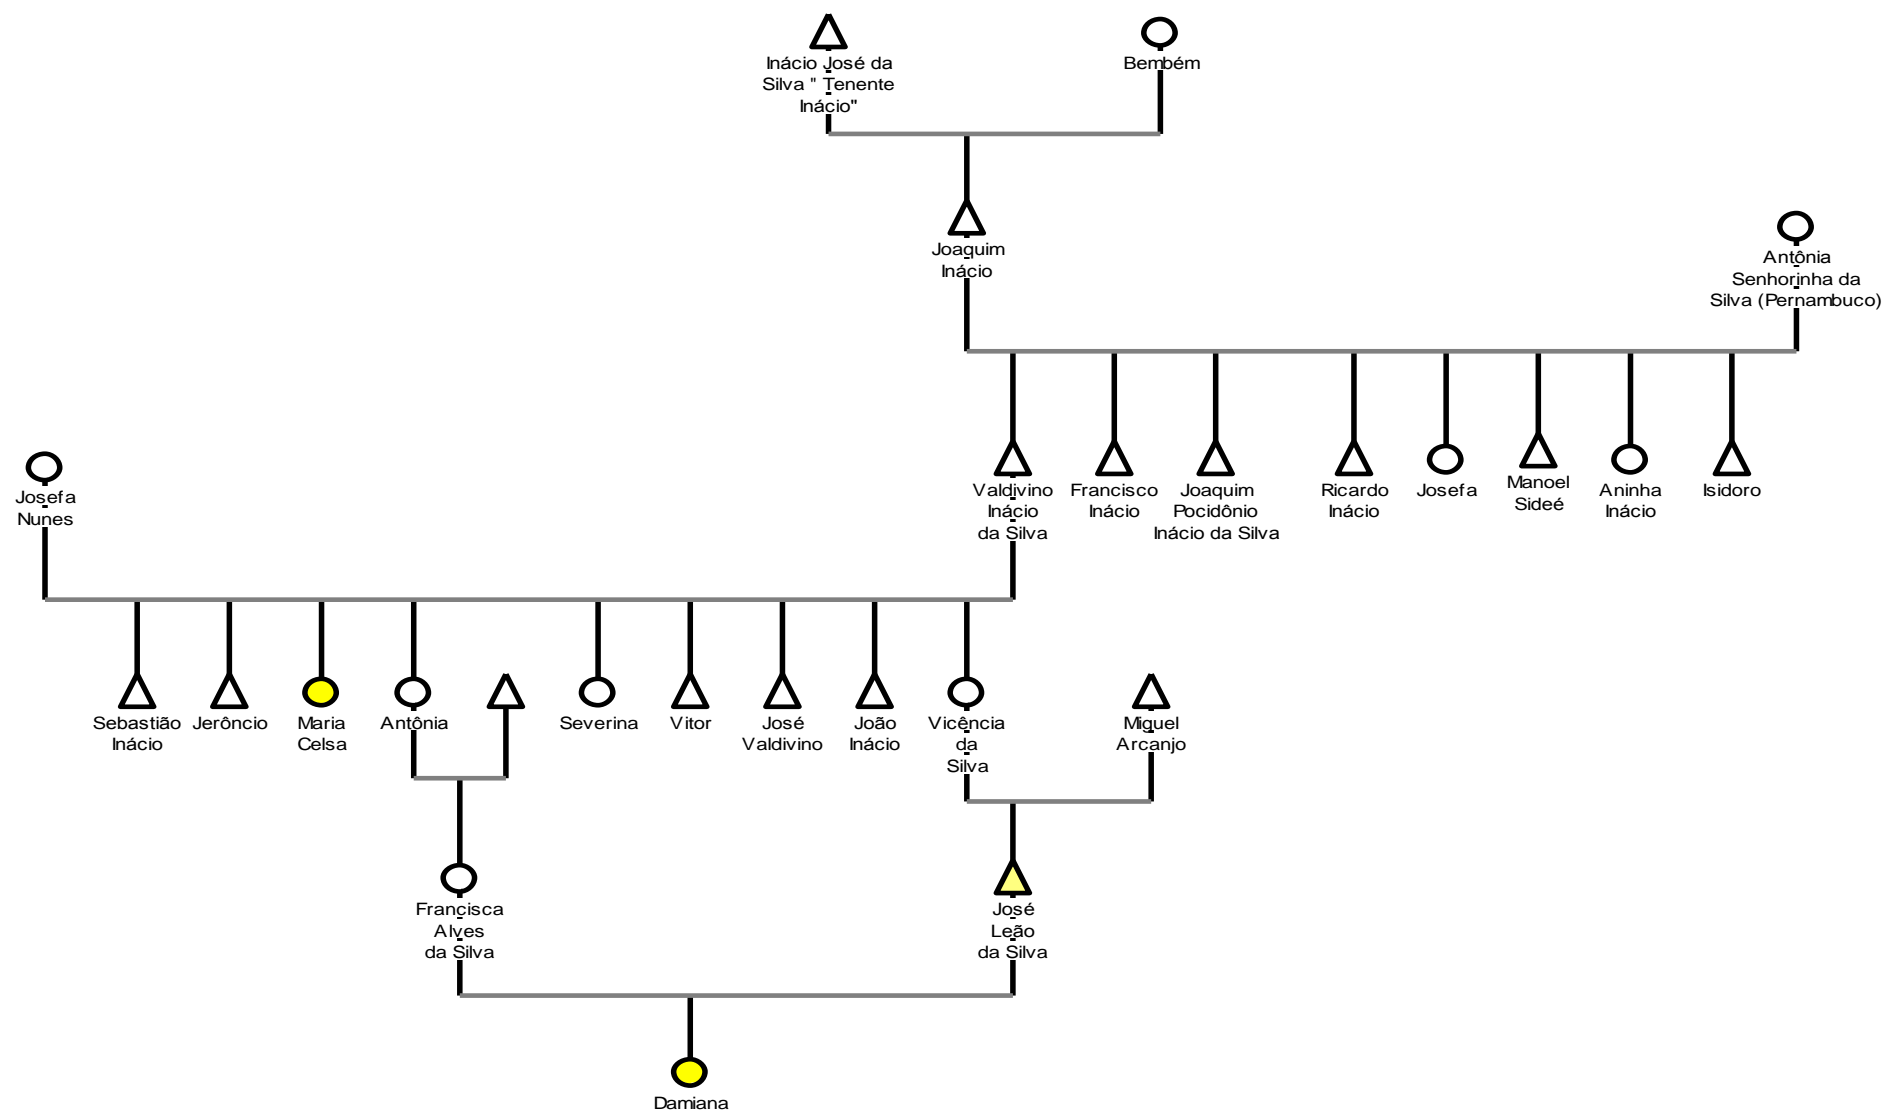 Inácio José da
Silva " Tenente
Inácio"
Bembém
Joaquim
Inácio
Antônia
Senhorinha da
Silva (Pernambuco)
Josefa
Nunes
Valdivino
Inácio
da Silva
Francisco
Inácio
Joaquim
Pocidônio
Inácio da Silva
Ricardo
Inácio
Josefa
Manoel
Sideé
Aninha
Inácio
Isidoro
Sebastião
Inácio
Jerôncio
Maria
Celsa
Antônia
Severina
Vitor
José
Valdivino
João
Inácio
Vicência
da
Silva
Miguel
Arcanjo
Francisca
Alves
da Silva
José
Leão
da Silva
Damiana